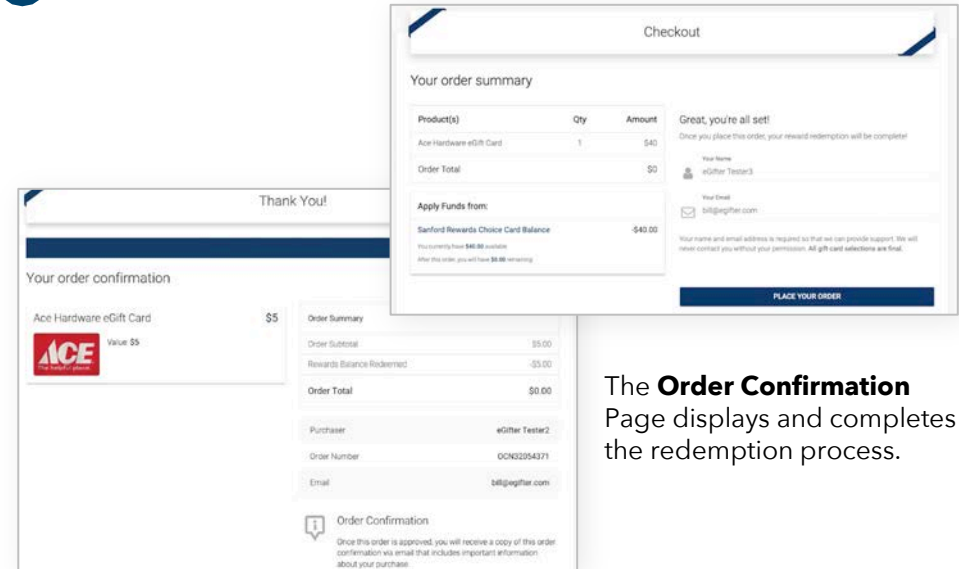 Checkout
Your order summary
Product(s) Qty Amount
Ace Hardware eGift Card 1 $40
Order Total $0
Apply Funds from:
Sanford Rewards Choice Card Balance -$40.00
You currently have $40.00 available
After this order, you will have $0.00 remaining
Great, you're all set!
Once you place this order, your reward redemption will be complete!
Your Name
eGifter Tester3
Your Email
bill@egifter.com
Your name and email address is required so that we can provide support. We will
never contact you without your permission. All gift card selections are final.
PLACE YOUR ORDER
Thank You!
Your order confirmation
Ace Hardware eGift Card $5
ACE
The helpful place.
Value $5
Order Summary
Order Subtotal $5.00
Rewards Balance Redeemed -$5.00
Order Total $0.00
Purchaser eGifter Tester2
Order Number OCN32054371
Email bill@egifter.com
Order Confirmation
Once this order is approved, you will receive a copy of this order
confirmation via email that includes important information
about your purchase.
The Order Confirmation
Page displays and completes
the redemption process.